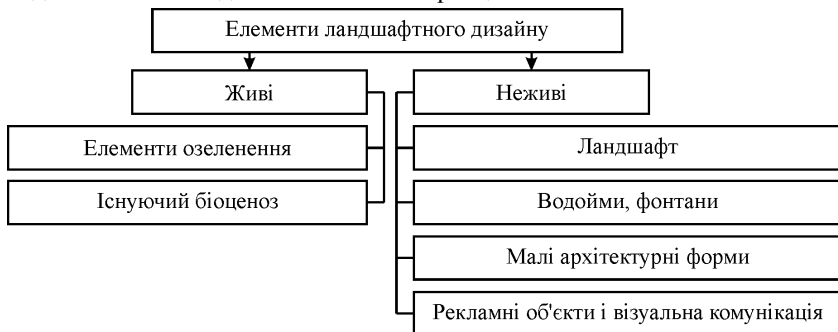 Елементи ландшафтного дизайну
Живі
Неживі
Елементи озеленення
Ландшафт
Існуючий біоценоз
Водойми, фонтани
Малі архітектурні форми
Рекламні об'єкти і візуальна комунікація